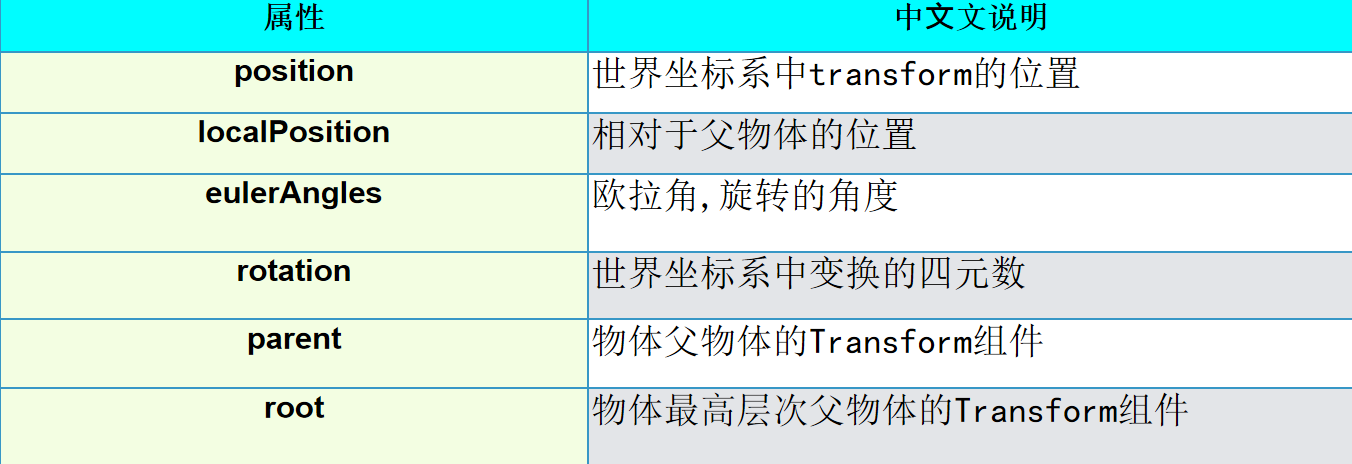 属性
中文文说明
position
世界坐标系中transform的位置
localPosition
相对于父物体的位置
eulerAngles
欧拉角,旋转的角度
rotation
世界坐标系中变换的四元数
parent
物体父物体的Transform组件
root
物体最高层次父物体的Transform组件